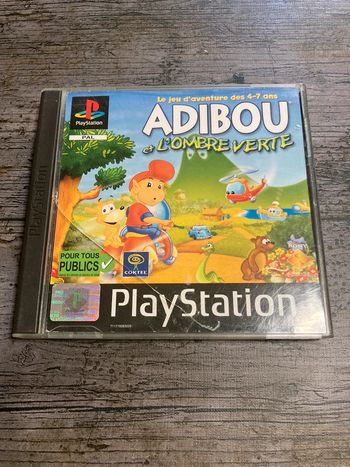 PlayStation
PAL
Le jeu d'aventure des 4-7 ans
ADIBOU
et L'OMBRE VERTE
PlayStation
POUR TOUS
PUBLICS
COKTEL
PlayStation